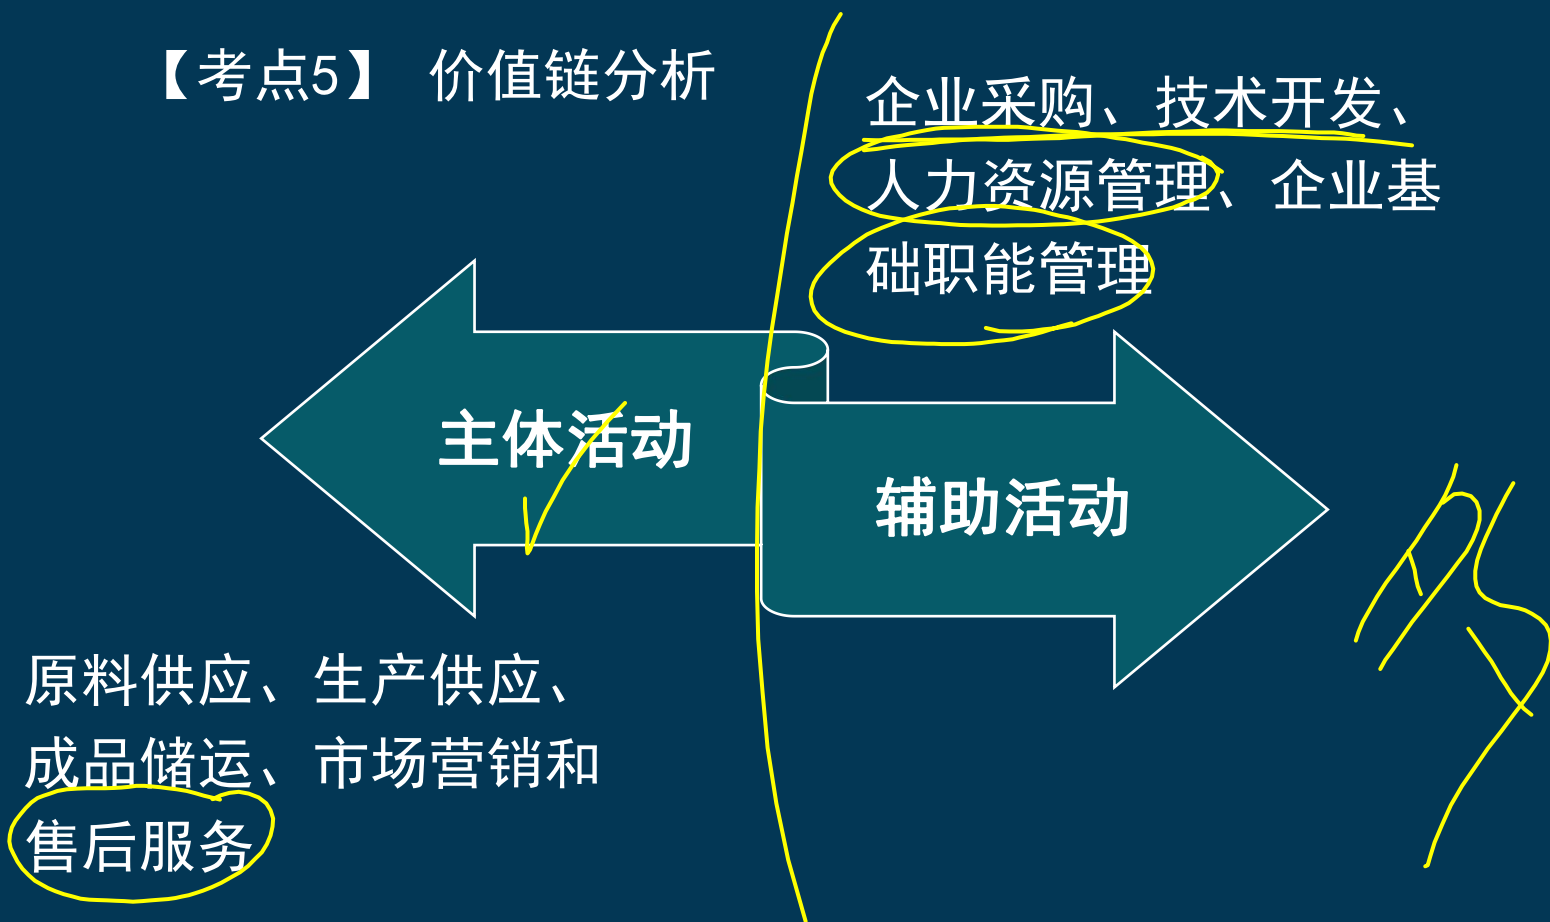 【考点5】 价值链分析
企业采购、技术开发、
人力资源管理、企业基
础职能管理
主体活动
辅助活动
原料供应、生产供应、
成品储运、市场营销和
售后服务